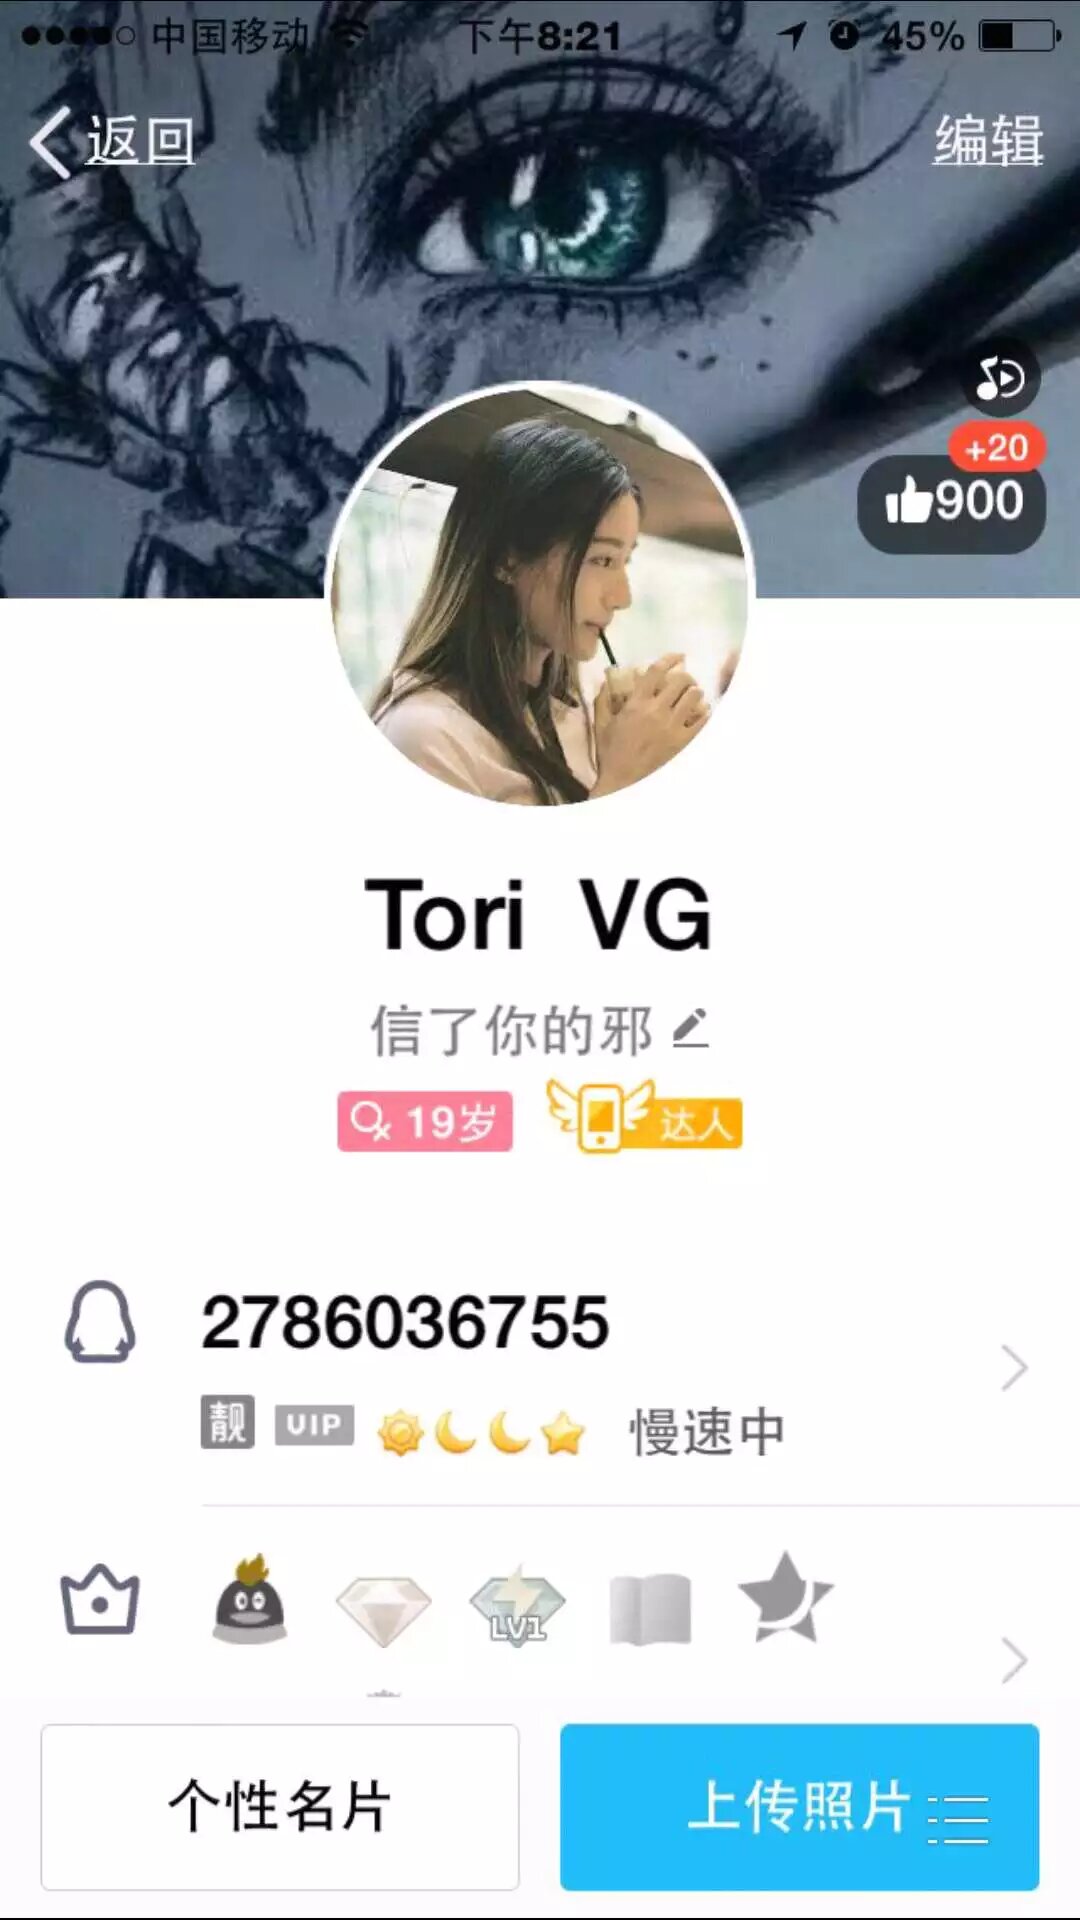 中国移动 下午8:21 45%
返回 编辑
+20
900
Tori VG
信了你的邪
19岁 达人
2786036755
靓 VIP 慢速中
LV1
个性名片 上传照片